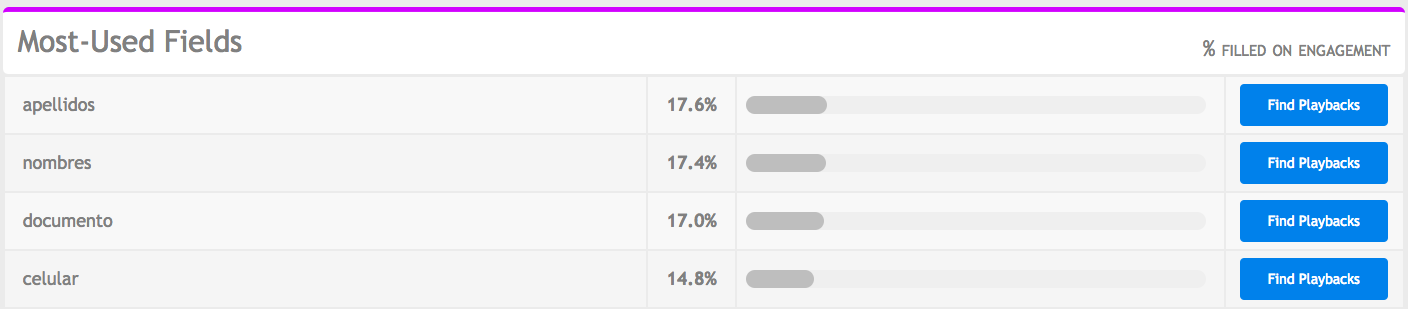 Most-Used Fields
% FILLED ON ENGAGEMENT
apellidos 17.6% Find Playbacks
nombres 17.4% Find Playbacks
documento 17.0% Find Playbacks
celular 14.8% Find Playbacks